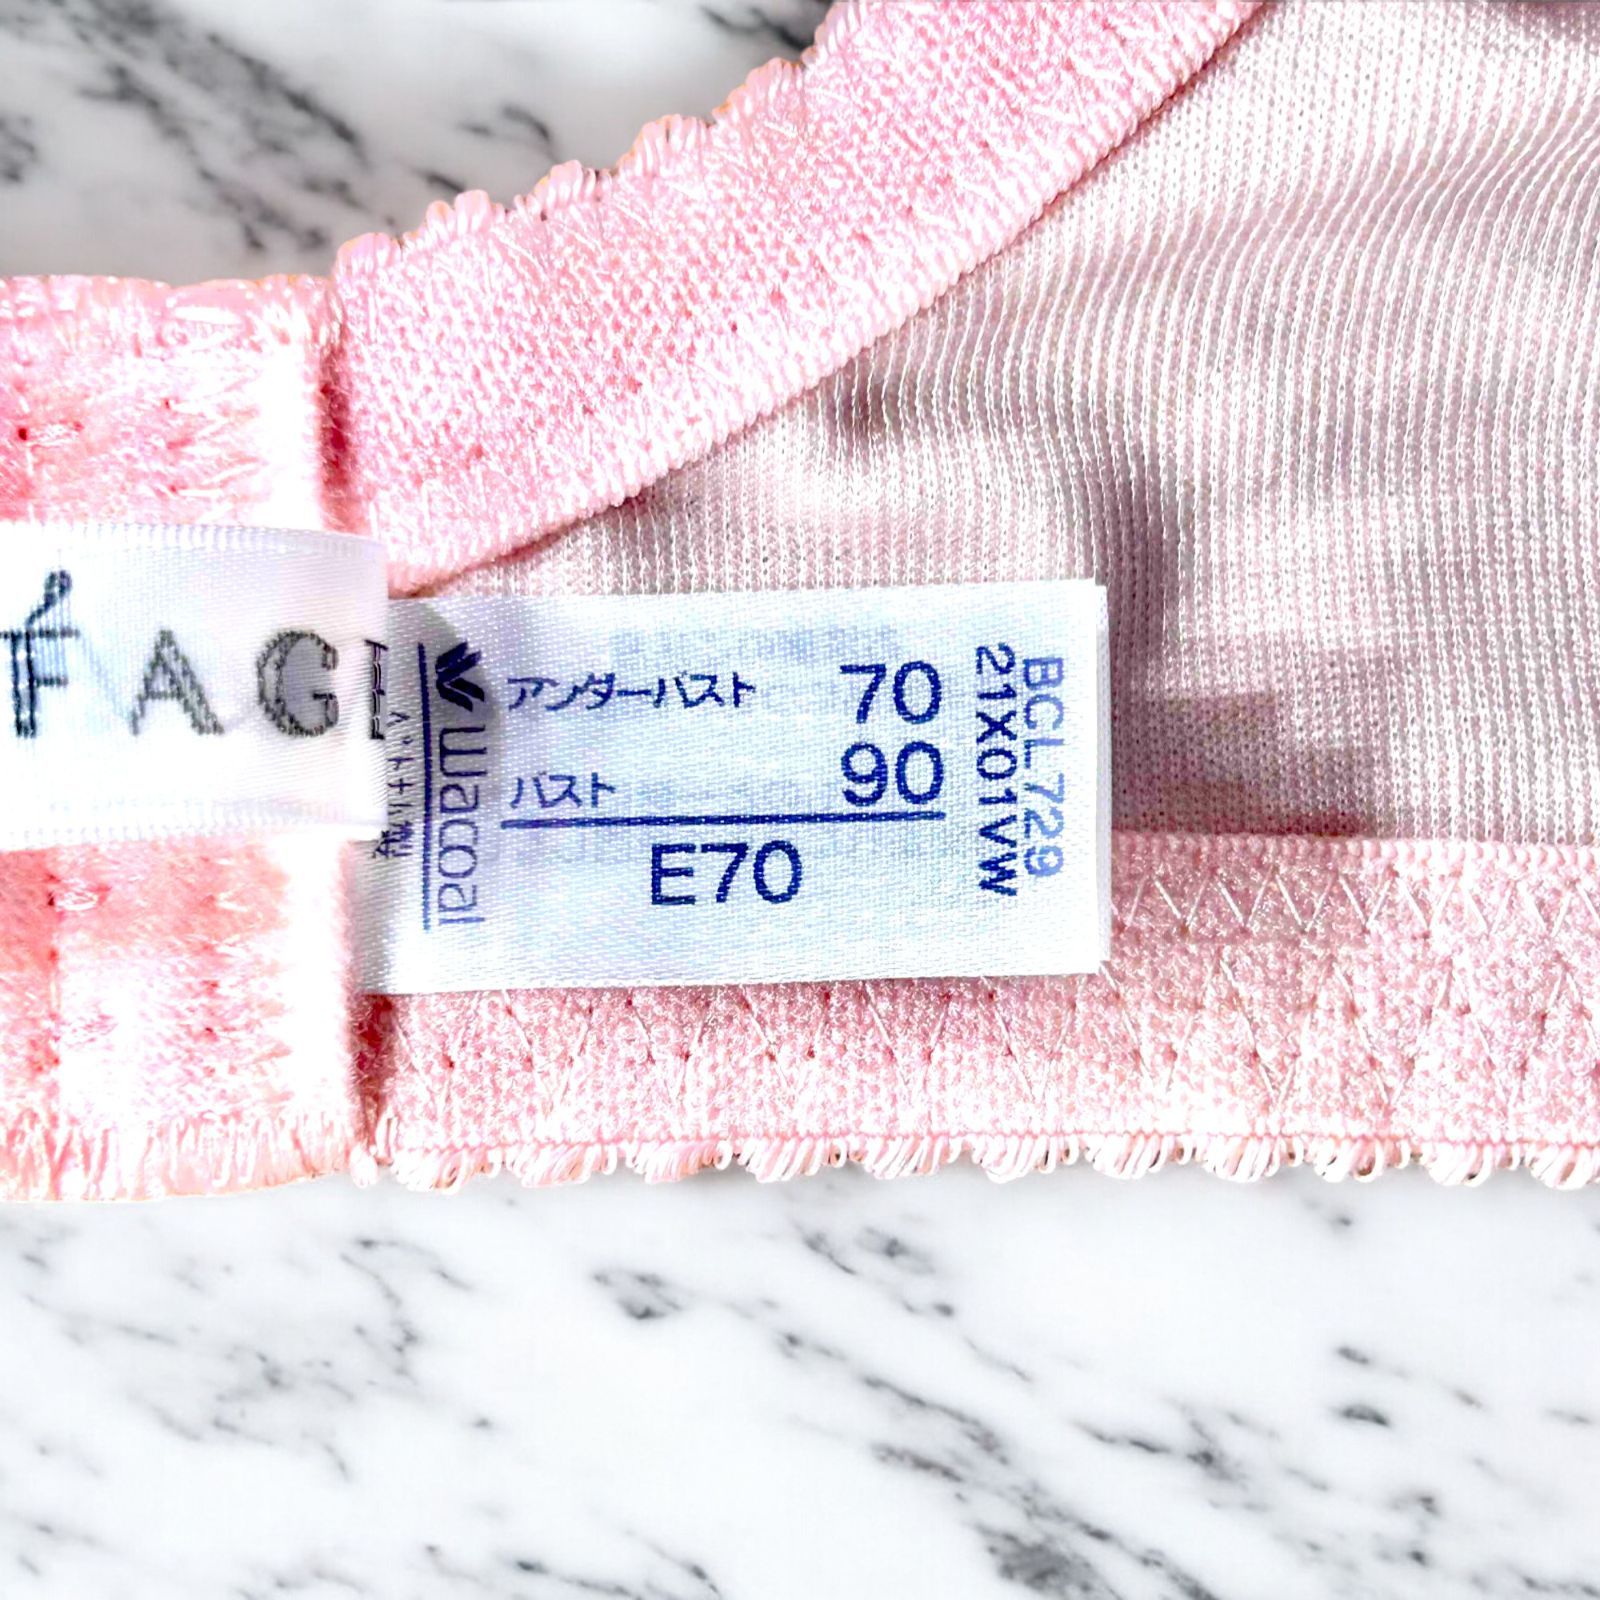 FAGE
Wacoal
アンダーバスト 70
バスト 90
E70
BCL729
21X01VW